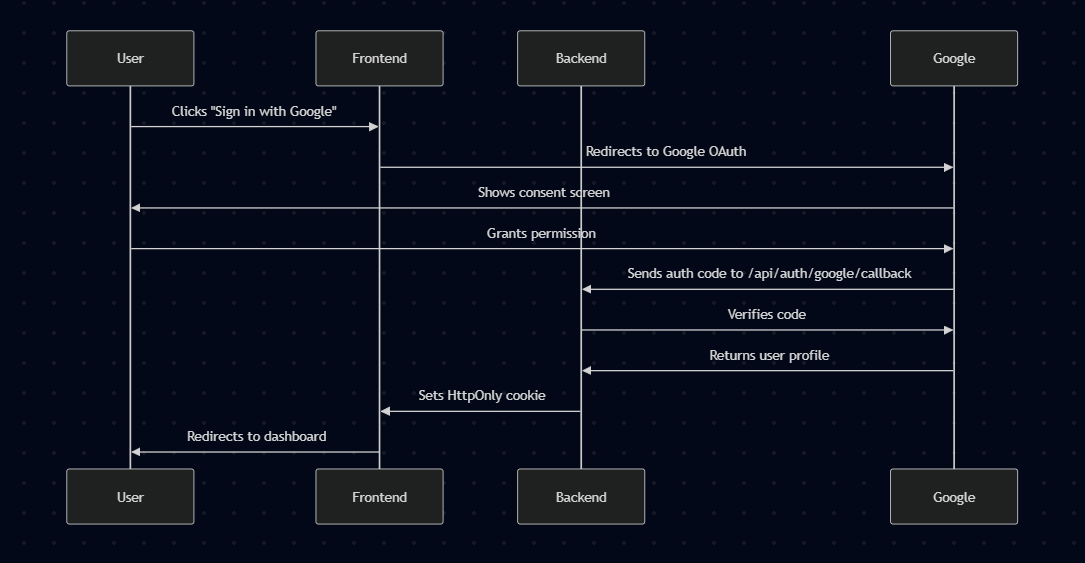 User
Frontend
Backend
Google
Clicks "Sign in with Google"
Redirects to Google OAuth
Shows consent screen
Grants permission
Sends auth code to /api/auth/google/callback
Verifies code
Returns user profile
Sets HttpOnly cookie
Redirects to dashboard
User
Frontend
Backend
Google